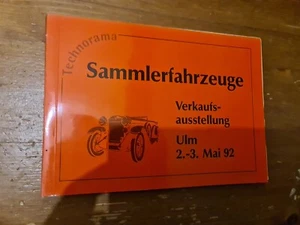 Technorama
Sammlerfahrzeuge
Verkaufs-
ausstellung
Ulm
2.-3. Mai 92